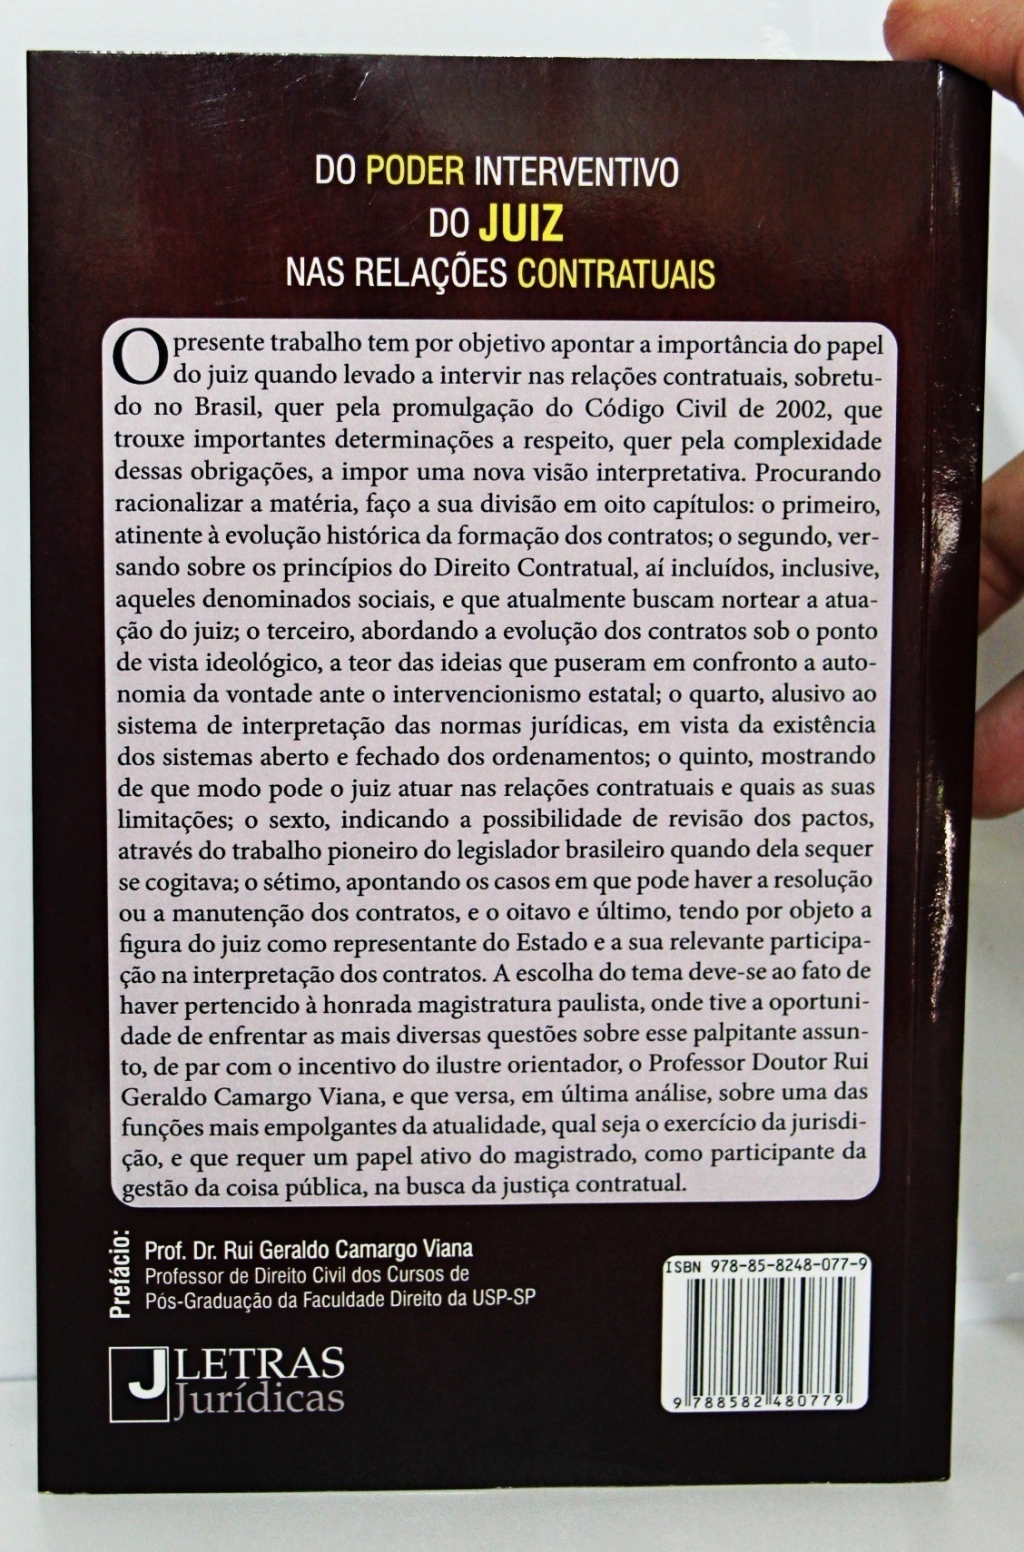 DO PODER INTERVENTIVO
DO JUIZ
NAS RELAÇÕES CONTRATUAIS
O presente trabalho tem por objetivo apontar a importância do papel
do juiz quando levado a intervir nas relações contratuais, sobretu-
do no Brasil, quer pela promulgação do Código Civil de 2002, que
trouxe importantes determinações a respeito, quer pela complexidade
dessas obrigações, a impor uma nova visão interpretativa. Procurando
racionalizar a matéria, faço a sua divisão em oito capítulos: o primeiro,
atinente à evolução histórica da formação dos contratos; o segundo, ver-
sando sobre os princípios do Direito Contratual, aí incluídos, inclusive,
aqueles denominados sociais, e que atualmente buscam nortear a atua-
ção do juiz; o terceiro, abordando a evolução dos contratos sob o ponto
de vista ideológico, a teor das ideias que puseram em confronto a auto-
nomia da vontade ante o intervencionismo estatal; o quarto, alusivo ao
sistema de interpretação das normas jurídicas, em vista da existência
dos sistemas aberto e fechado dos ordenamentos; o quinto, mostrando
de que modo pode o juiz atuar nas relações contratuais e quais as suas
limitações; o sexto, indicando a possibilidade de revisão dos pactos,
através do trabalho pioneiro do legislador brasileiro quando dela sequer
se cogitava; o sétimo, apontando os casos em que pode haver a resolução
ou a manutenção dos contratos, e o oitavo e último, tendo por objeto a
figura do juiz como representante do Estado e a sua relevante participa-
ção na interpretação dos contratos. A escolha do tema deve-se ao fato de
haver pertencido à honrada magistratura paulista, onde tive a oportuni-
dade de enfrentar as mais diversas questões sobre esse palpitante assun-
to, de par com o incentivo do ilustre orientador, o Professor Doutor Rui
Geraldo Camargo Viana, e que versa, em última análise, sobre uma das
funções mais empolgantes da atualidade, qual seja o exercício da jurisdi-
ção, e que requer um papel ativo do magistrado, como participante da
gestão da coisa pública, na busca da justiça contratual.
Prefácio:
Prof. Dr. Rui Geraldo Camargo Viana
Professor de Direito Civil dos Cursos de
Pós-Graduação da Faculdade Direito da USP-SP
J LETRAS
Jurídicas
ISBN 978-85-8248-077-9
9 788582 480779